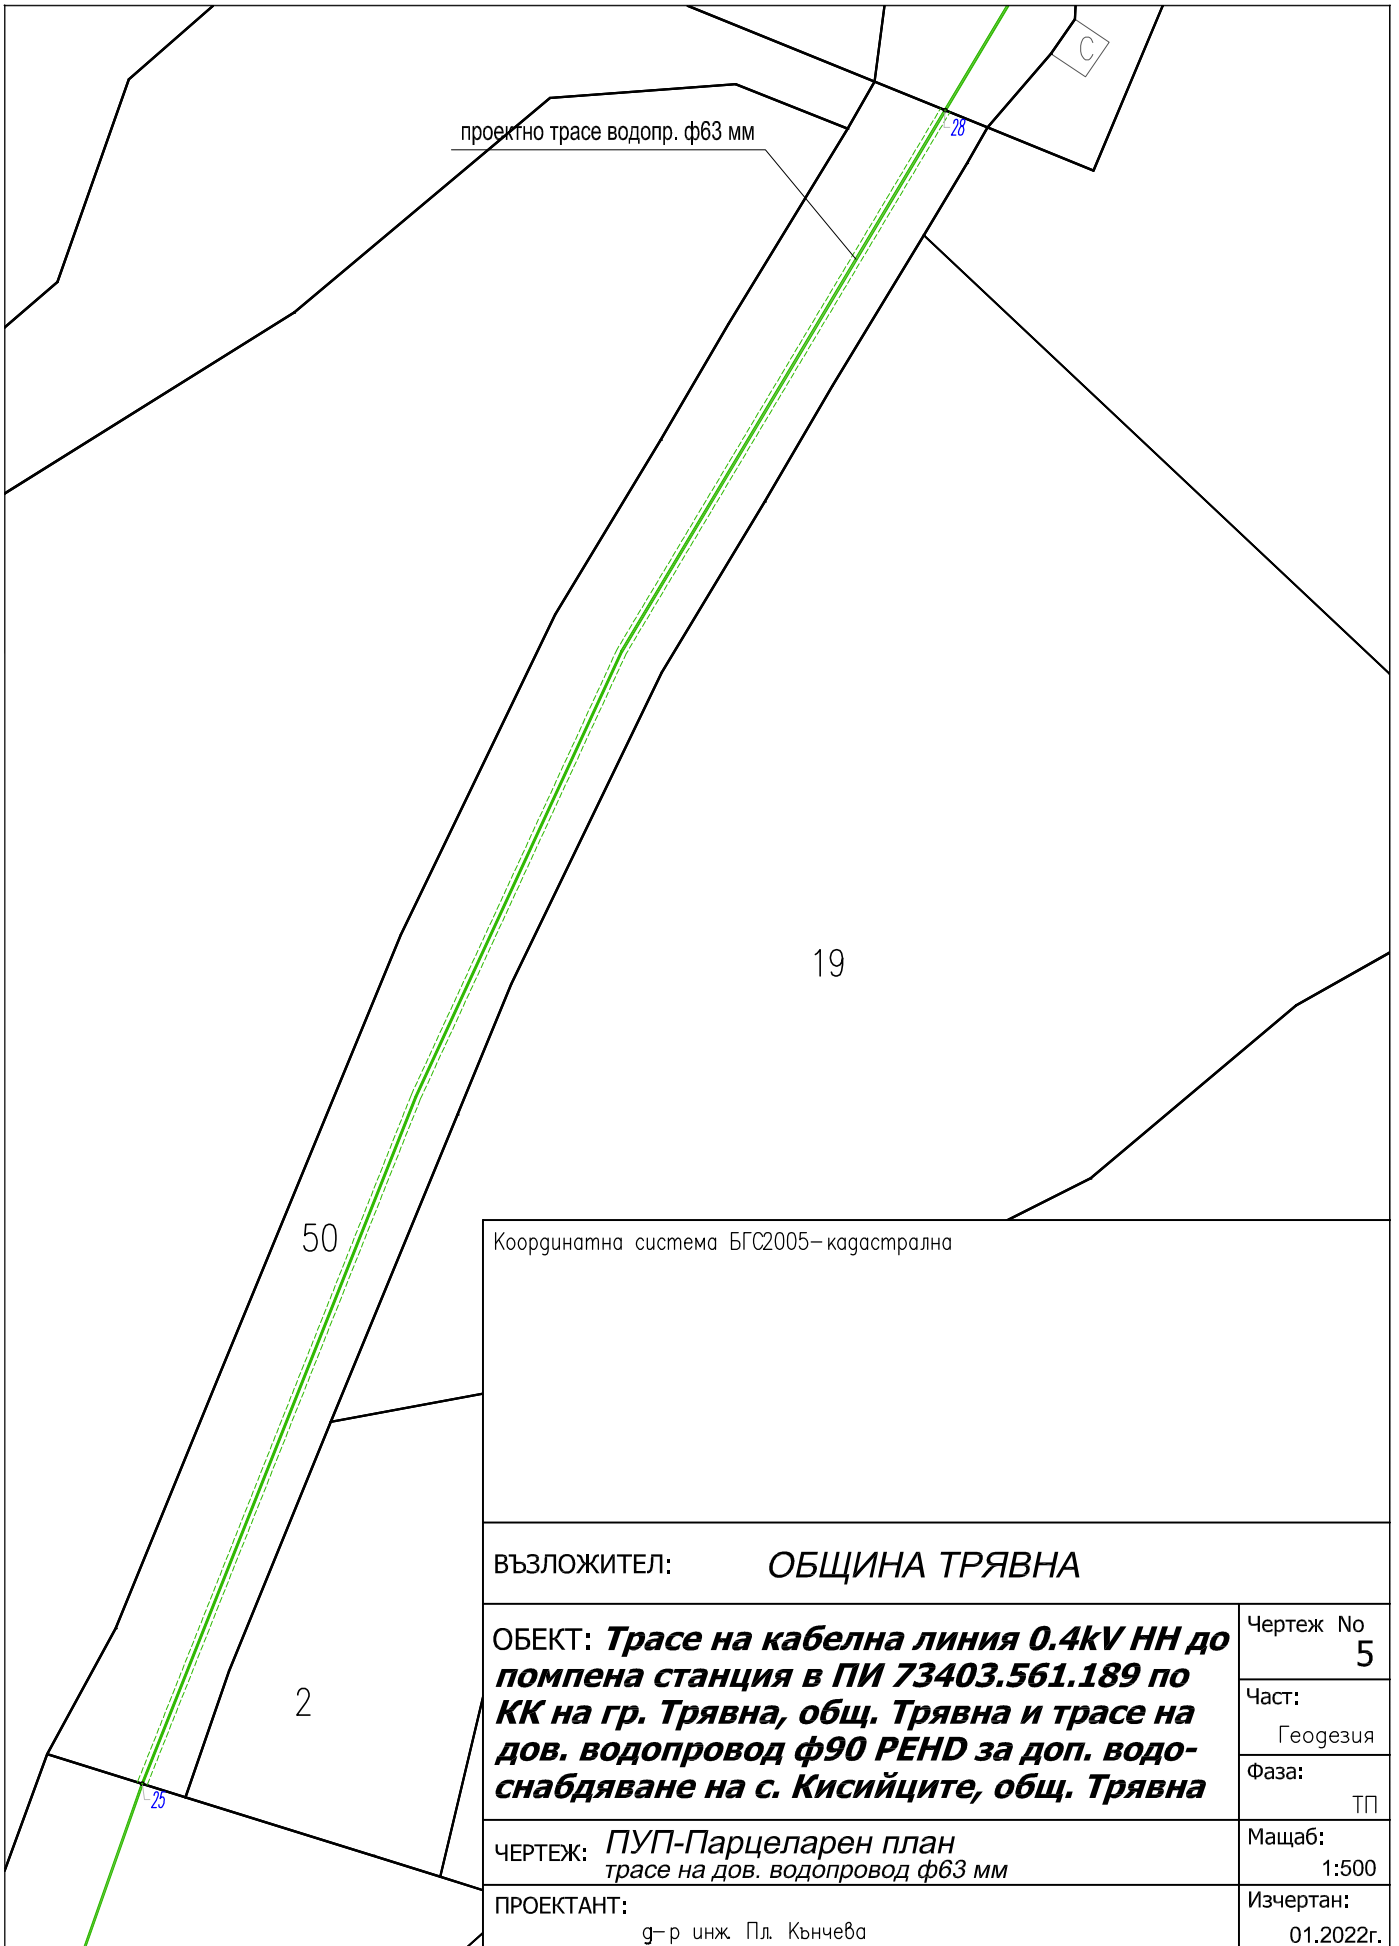 С
28
проектно трасе водопр. ф63 мм
19
50
Координатна система БГС2005-кадастрална
ВЪЗЛОЖИТЕЛ: ОБЩИНА ТРЯВНА
ОБЕКТ: Трасе на кабелна линия 0.4kV НН до
помпена станция в ПИ 73403.561.189 по
КК на гр. Трявна, общ. Трявна и трасе на
дов. водопровод ф90 PEHD за доп. водо-
снабдяване на с. Кисийците, общ. Трявна
Чертеж No
5
Част:
Геодезия
Фаза:
ТП
2
25
ЧЕРТЕЖ: ПУП-Парцеларен план
трасе на дов. водопровод ф63 мм
Мащаб:
1:500
ПРОЕКТАНТ:
д-р инж. Пл. Кънчева
Изчертан:
01.2022г.